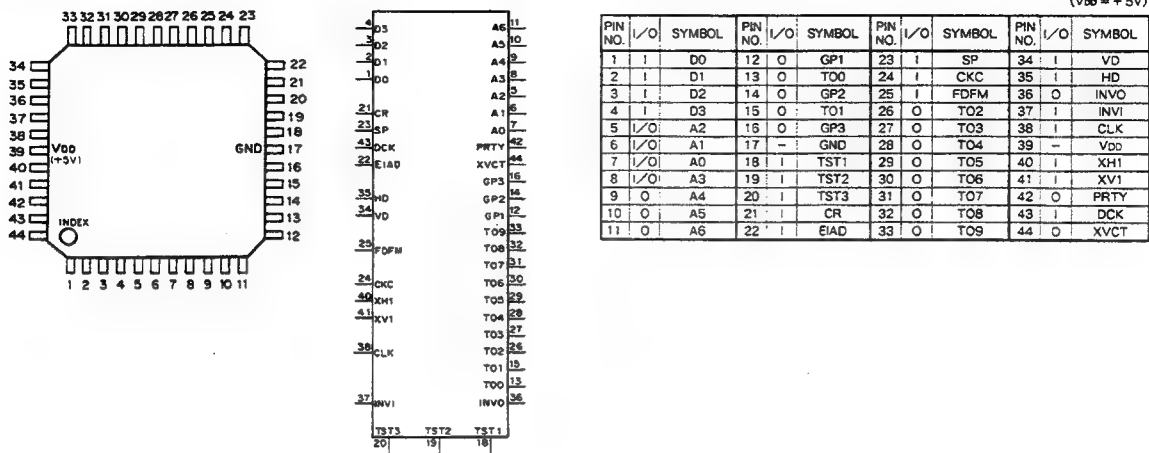 (VDD = +5V)
33 32 31 30 29 28 27 26 25 24 23
34 22
35 21
36 20
37 19
38 18
39 VDD (+5V) GND 17
40 16
41 15
42 14
43 13
44 INDEX 12
1 2 3 4 5 6 7 8 9 10 11
4 D3 A6 11
3 D2 A5 10
2 D1 A4 9
1 D0 A3 8
A2 5
21 CR A1 6
23 SP A0 7
43 DCK PRTY 42
22 EIAD XVCT 44
GP3 16
35 HD GP2 14
34 VD GP1 12
TO9 33
25 FDFM TO8 32
TO7 31
24 CKC TO6 30
40 XH1 TO5 29
41 XV1 TO4 28
TO3 27
38 CLK TO2 26
TO1 15
TO0 13
37 INVI INVO 36
TST3 TST2 TST1
20 19 18
PIN NO. I/O SYMBOL PIN NO. I/O SYMBOL PIN NO. I/O SYMBOL PIN NO. I/O SYMBOL
1 I D0 12 O GP1 23 I SP 34 I VD
2 I D1 13 O TO0 24 I CKC 35 I HD
3 I D2 14 O GP2 25 I FDFM 36 O INVO
4 I D3 15 O TO1 26 O TO2 37 I INVI
5 I/O A2 16 O GP3 27 O TO3 38 I CLK
6 I/O A1 17 – GND 28 O TO4 39 – VDD
7 I/O A0 18 I TST1 29 O TO5 40 I XH1
8 I/O A3 19 I TST2 30 O TO6 41 I XV1
9 O A4 20 I TST3 31 O TO7 42 O PRTY
10 O A5 21 I CR 32 O TO8 43 I DCK
11 O A6 22 I EIAD 33 O TO9 44 O XVCT